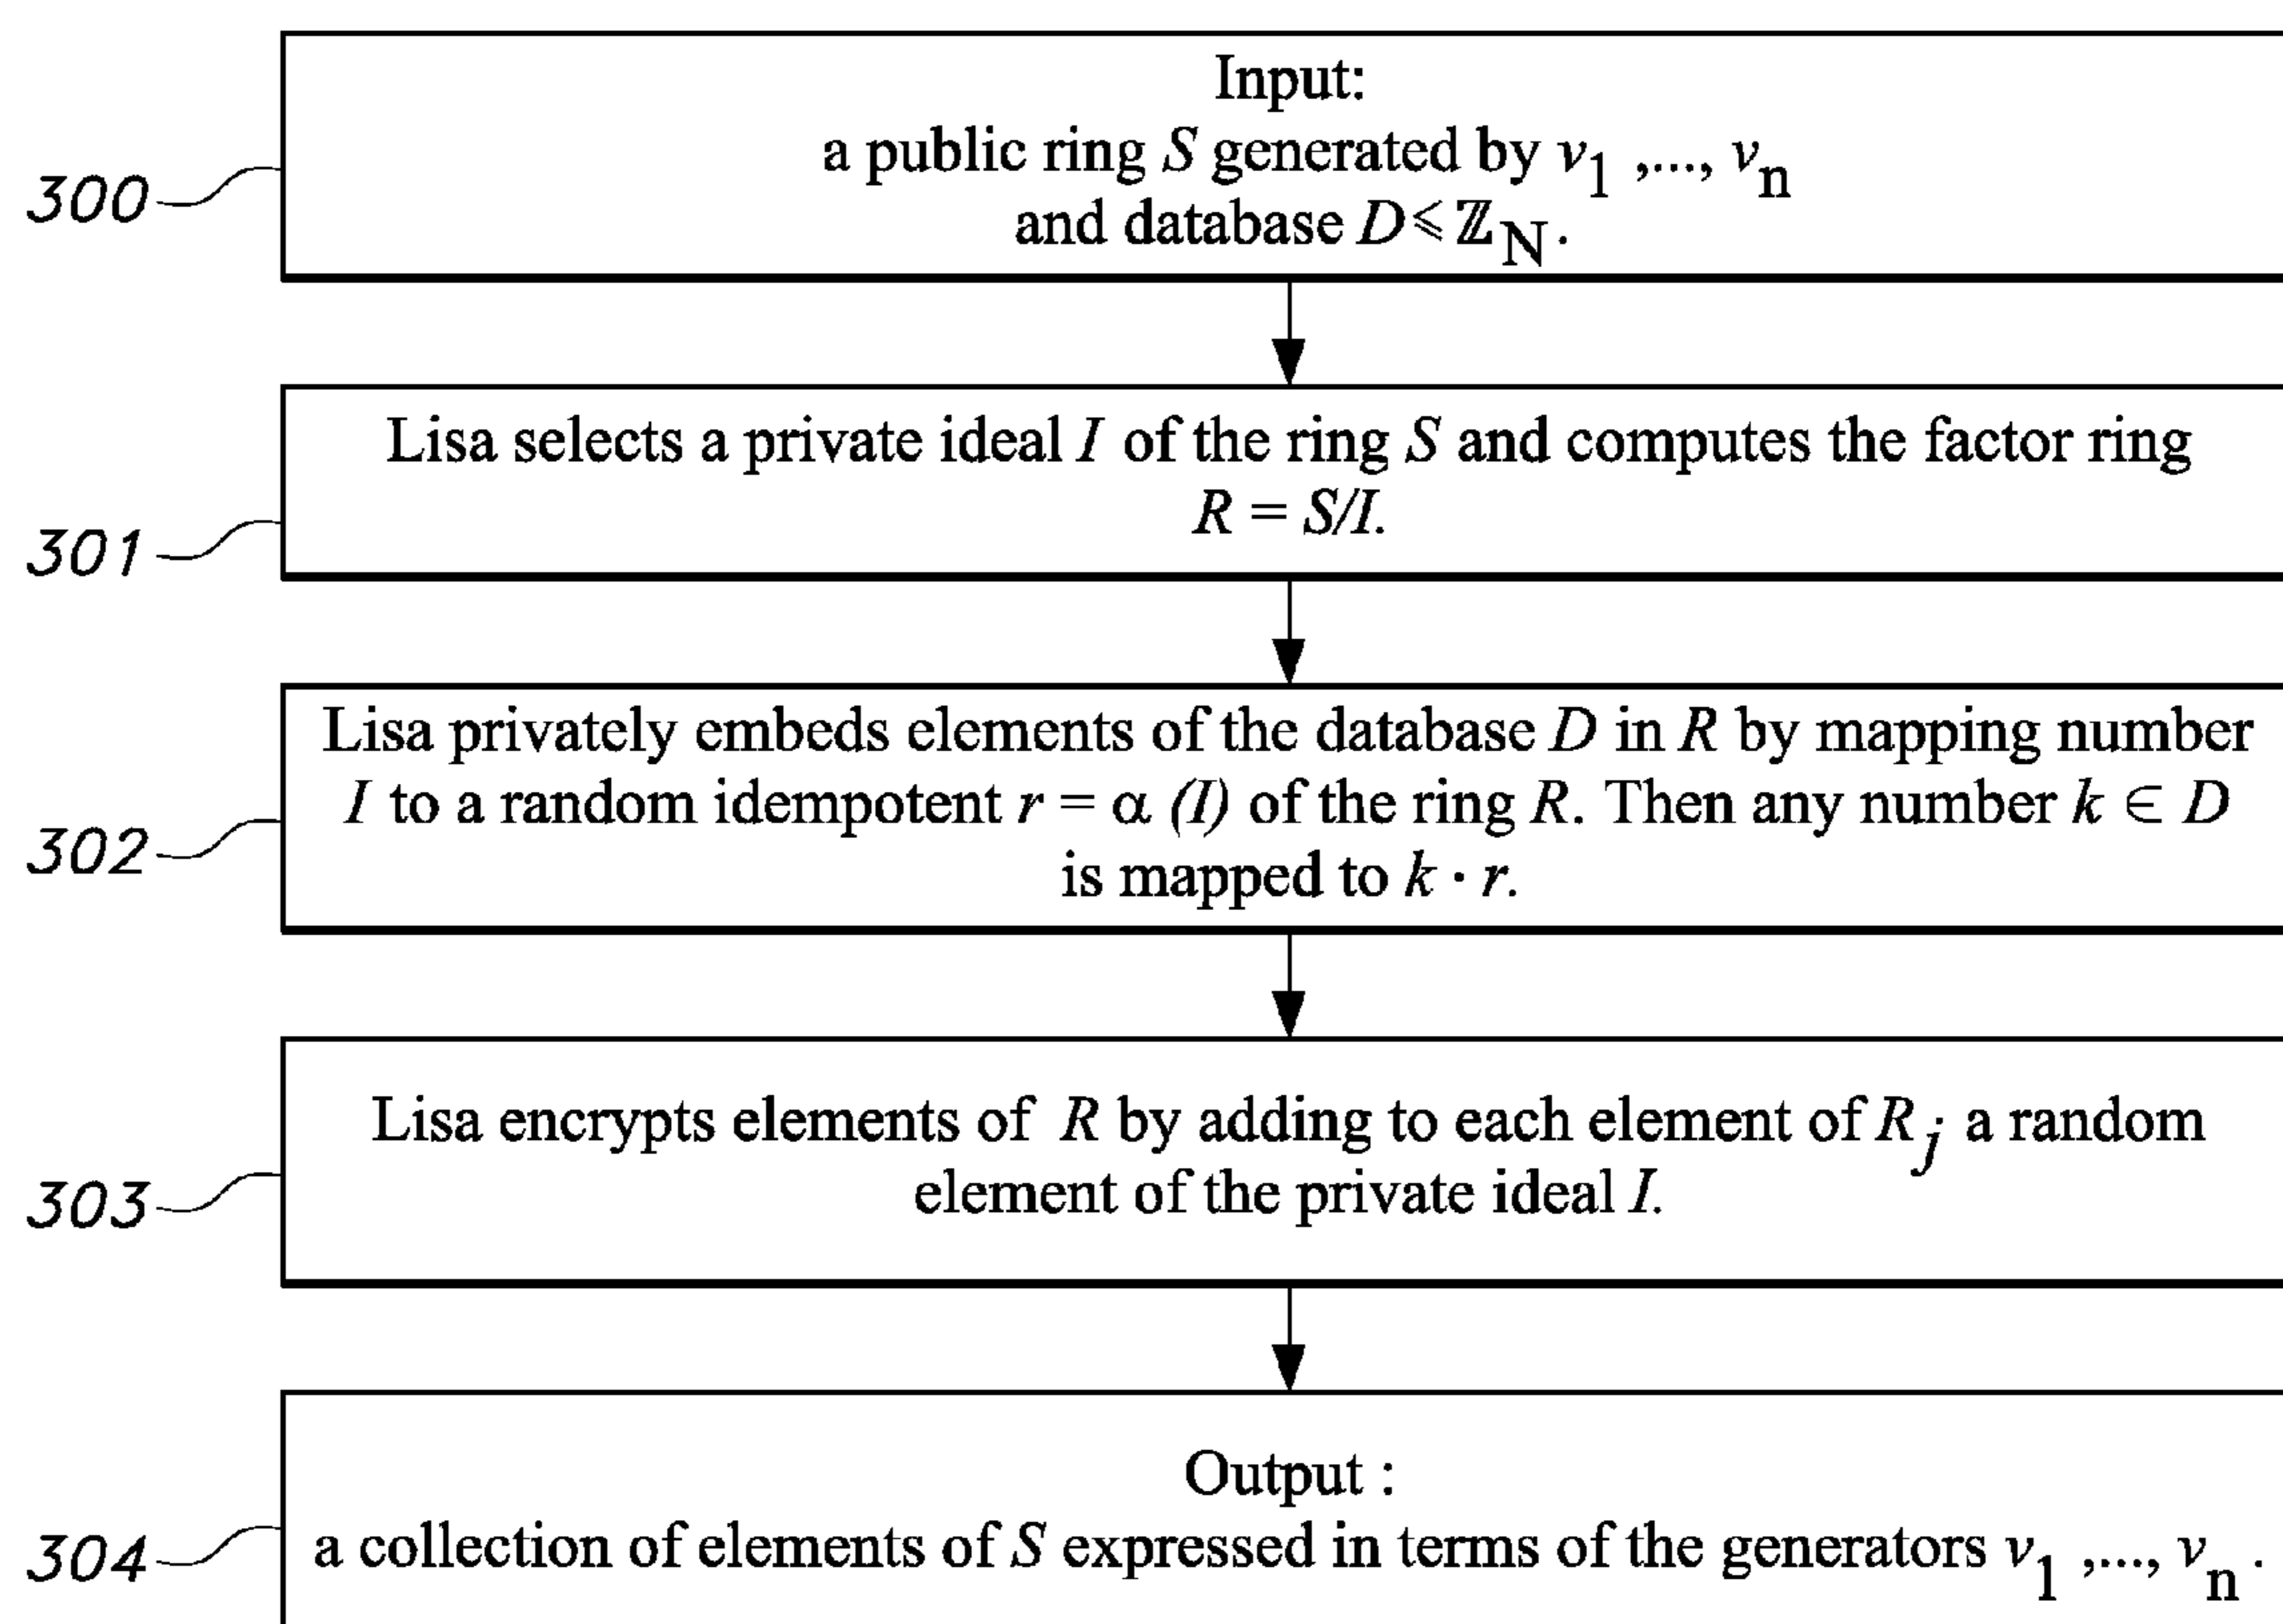 Input:
a public ring S generated by v1 ,..., vn
300
and database D⩽ℤN.
Lisa selects a private ideal I of the ring S and computes the factor ring
R = S/I.
301
Lisa privately embeds elements of the database D in R by mapping number
I to a random idempotent r = α (I) of the ring R. Then any number k ∈ D
302
is mapped to k · r.
Lisa encrypts elements of R by adding to each element of Rj a random
element of the private ideal I.
303
Output :
a collection of elements of S expressed in terms of the generators v1 ,..., vn .
304